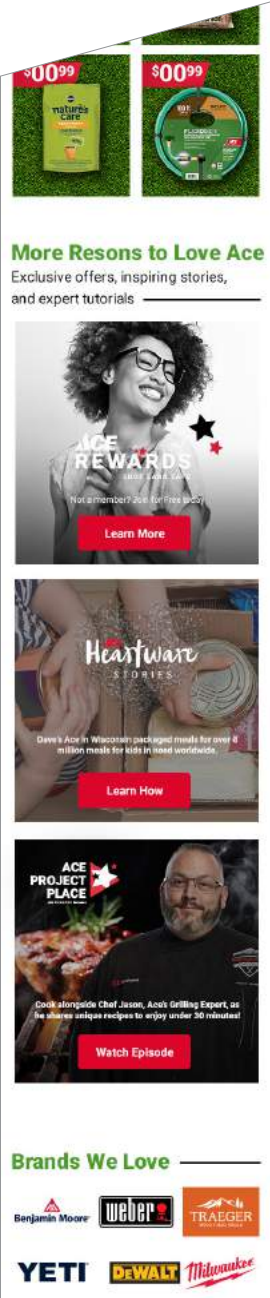 $00⁹⁹
$00⁹⁹
nature's
care
FLEXOGEN
More Resons to Love Ace
Exclusive offers, inspiring stories,
and expert tutorials
ACE
REWARDS
Not a member? Join for Free today
Learn More
Heartware
STORIES
Dave's Ace in Wisconsin packaged meals for over 8
million meals for kids in need worldwide.
Learn How
ACE
PROJECT
PLACE
Cook alongside Chef Jason, Ace's Grilling Expert, as
he shares unique recipes to enjoy under 30 minutes!
Watch Episode
Brands We Love
Benjamin Moore
weber
TRAEGER
YETI
DEWALT
Milwaukee